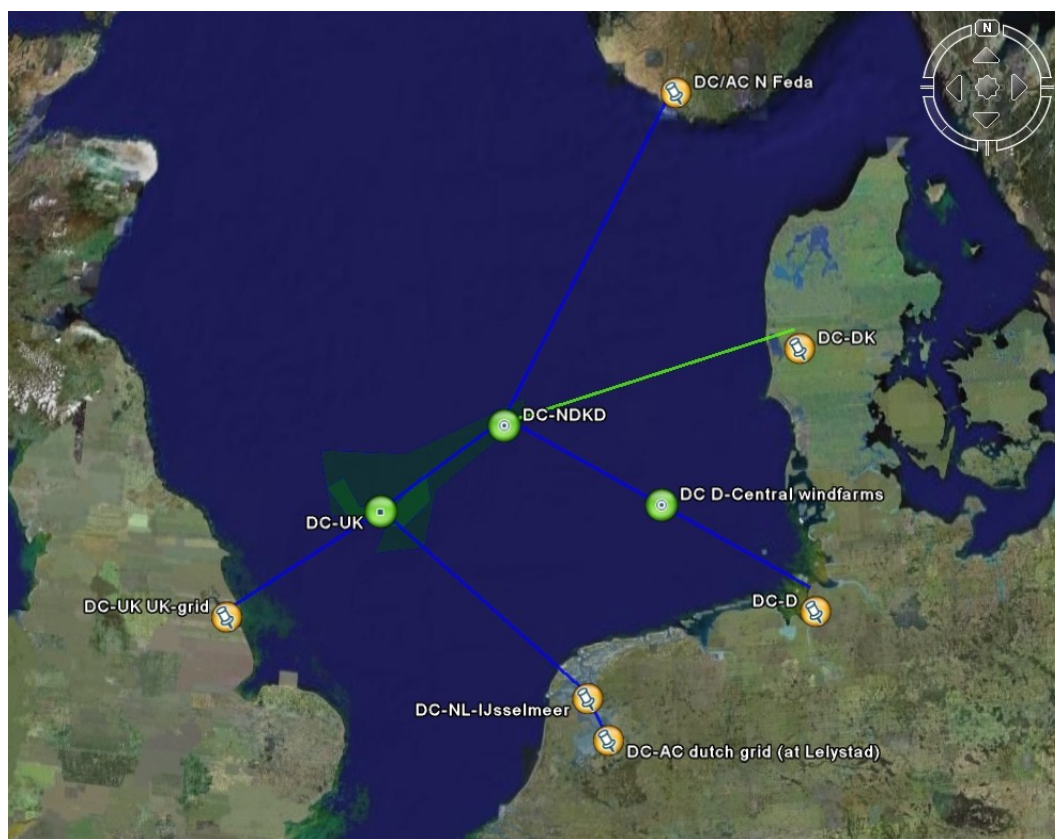 N
DC/AC N Feda
DC-DK
DC-NDKD
DC D-Central windfarms
DC-UK
DC-UK UK-grid
DC-D
DC-NL-IJsselmeer
DC-AC dutch grid (at Lelystad)